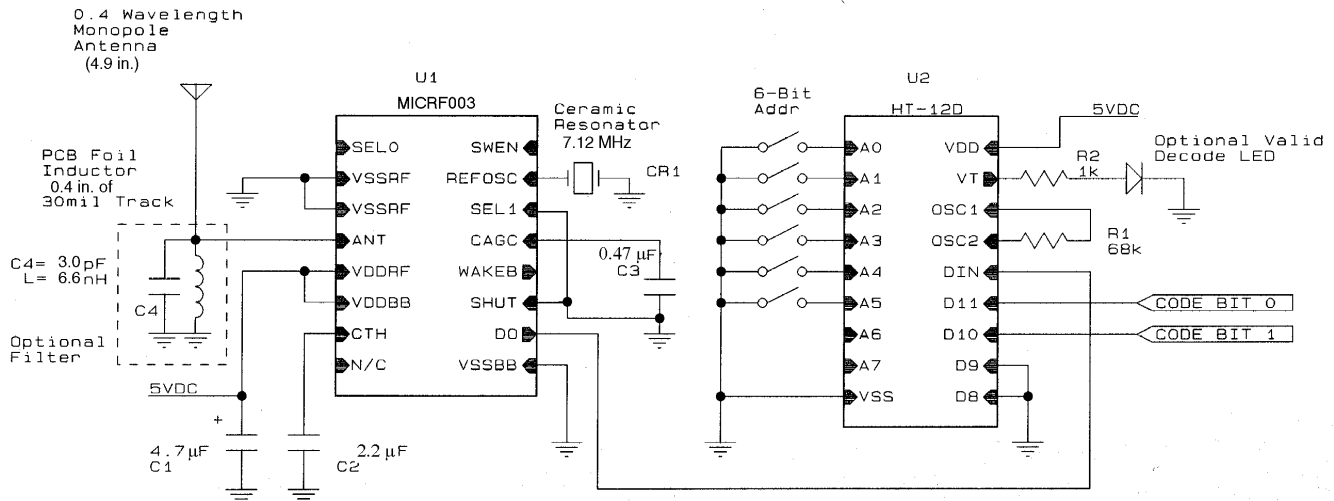 0.4 Wavelength
Monopole
Antenna
(4.9 in.)
PCB Foil
Inductor
0.4 in. of
30mil Track
C4= 3.0pF
L= 6.6nH
C4
Optional
Filter
5VDC
+
4.7 µF
C1
2.2 µF
C2
U1
MICRF003
SEL0
VSSRF
VSSRF
ANT
VDDRF
VDDBB
CTH
N/C
SWEN
REFOSC
SEL1
CAGC
WAKEB
SHUT
DO
VSSBB
Ceramic
Resonator
7.12 MHz
CR1
0.47 µF
C3
6-Bit
Addr
U2
HT-12D
A0
A1
A2
A3
A4
A5
A6
A7
VSS
VDD
VT
OSC1
OSC2
DIN
D11
D10
D9
D8
5VDC
R2
1k
Optional Valid
Decode LED
R1
68k
CODE BIT 0
CODE BIT 1